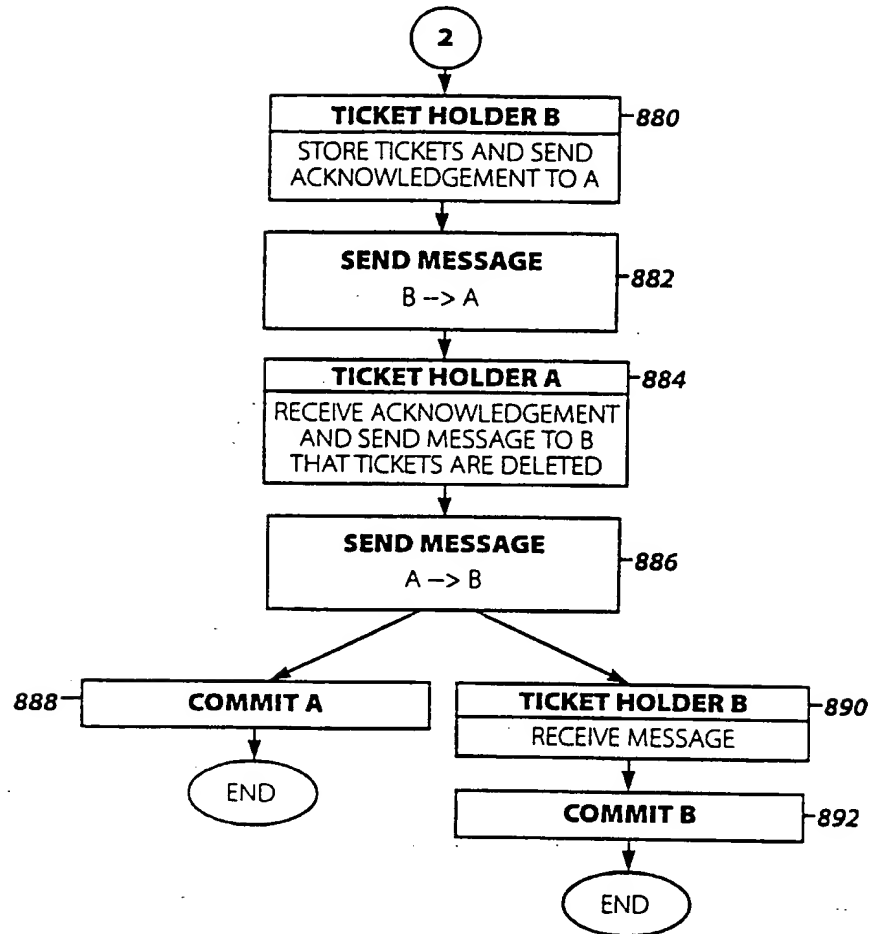 2
TICKET HOLDER B
880
STORE TICKETS AND SEND
ACKNOWLEDGEMENT TO A
SEND MESSAGE
882
B --> A
TICKET HOLDER A
884
RECEIVE ACKNOWLEDGEMENT
AND SEND MESSAGE TO B
THAT TICKETS ARE DELETED
SEND MESSAGE
886
A --> B
888
COMMIT A
END
TICKET HOLDER B
890
RECEIVE MESSAGE
COMMIT B
892
END